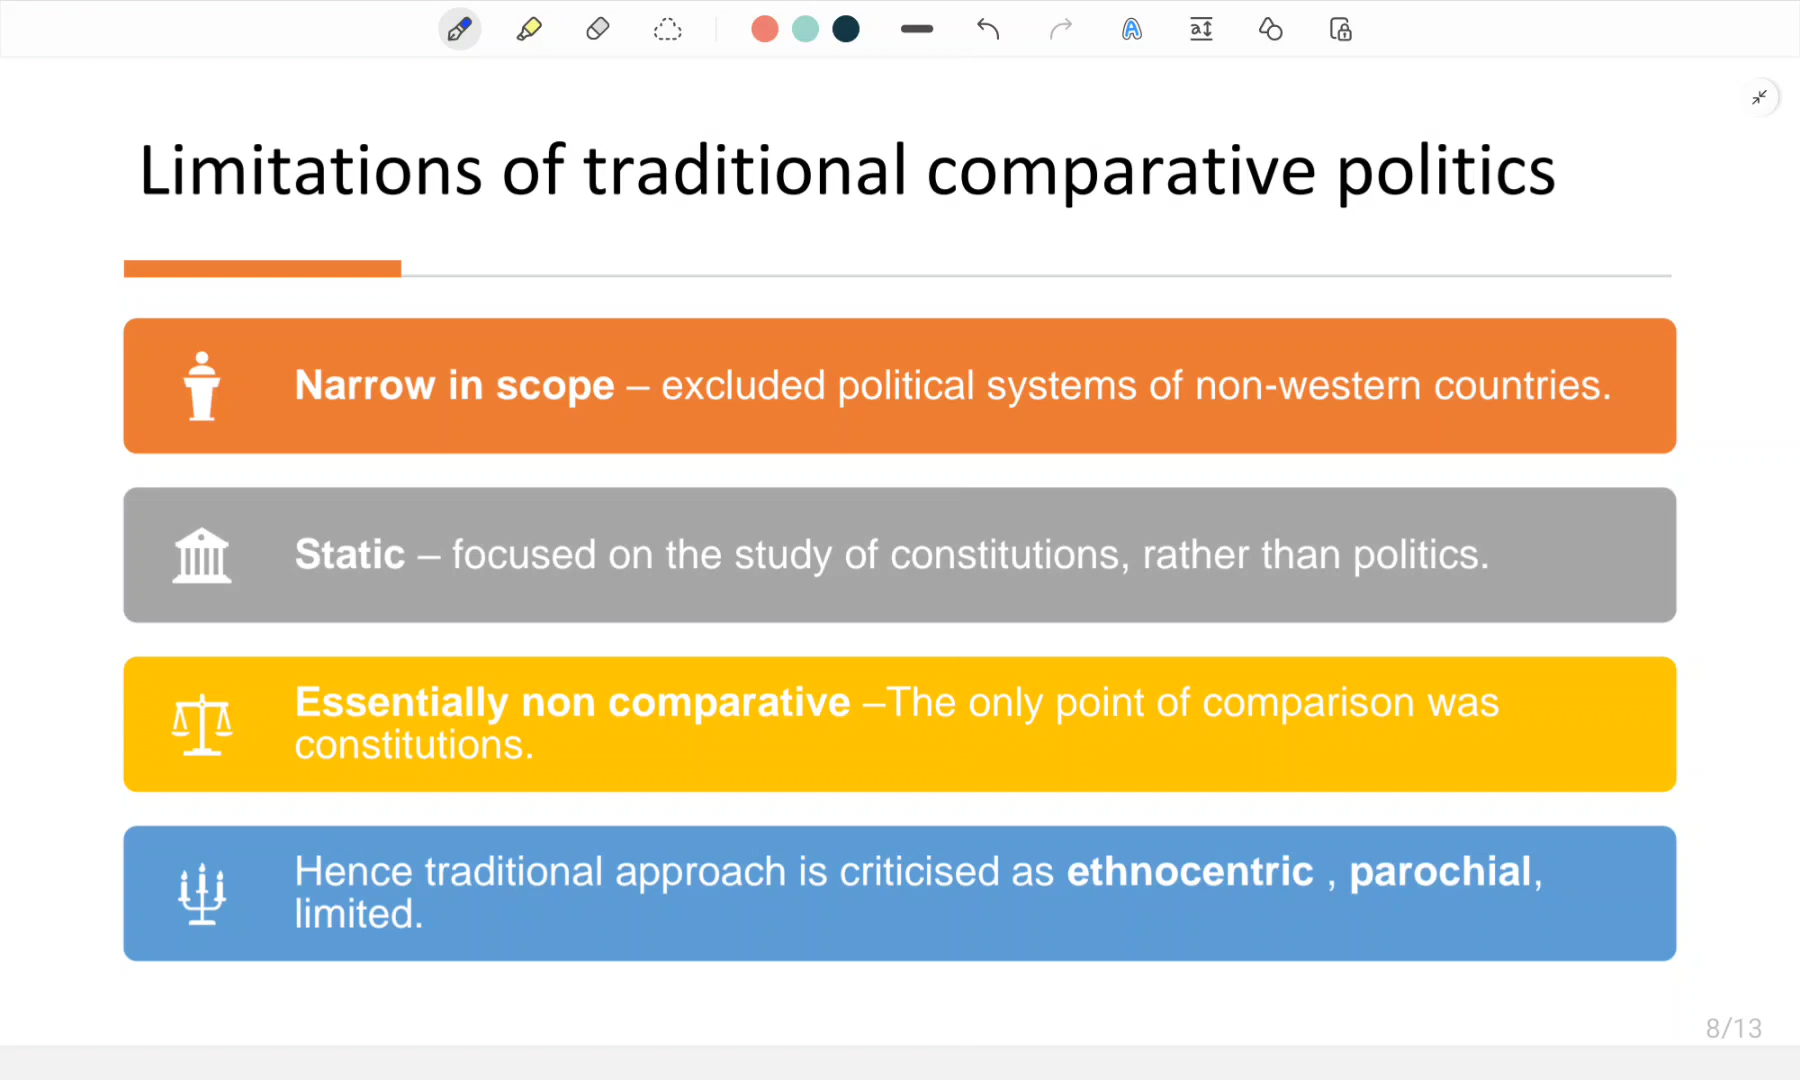 Limitations of traditional comparative politics
Narrow in scope – excluded political systems of non-western countries.
Static – focused on the study of constitutions, rather than politics.
Essentially non comparative –The only point of comparison was
constitutions.
Hence traditional approach is criticised as ethnocentric , parochial,
limited.
8/13